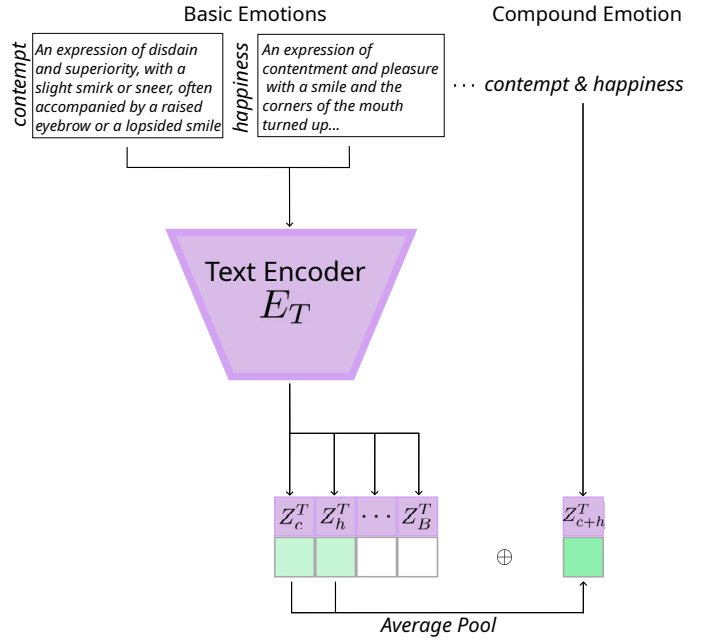 Basic Emotions
Compound Emotion
contempt
An expression of disdain
and superiority, with a
slight smirk or sneer, often
accompanied by a raised
eyebrow or a lopsided smile
happiness
An expression of
contentment and pleasure
with a smile and the
corners of the mouth
turned up...
··· contempt & happiness
Text Encoder
E_T
Z_c^T Z_h^T ··· Z_B^T
Z_{c+h}^T
⊕
Average Pool